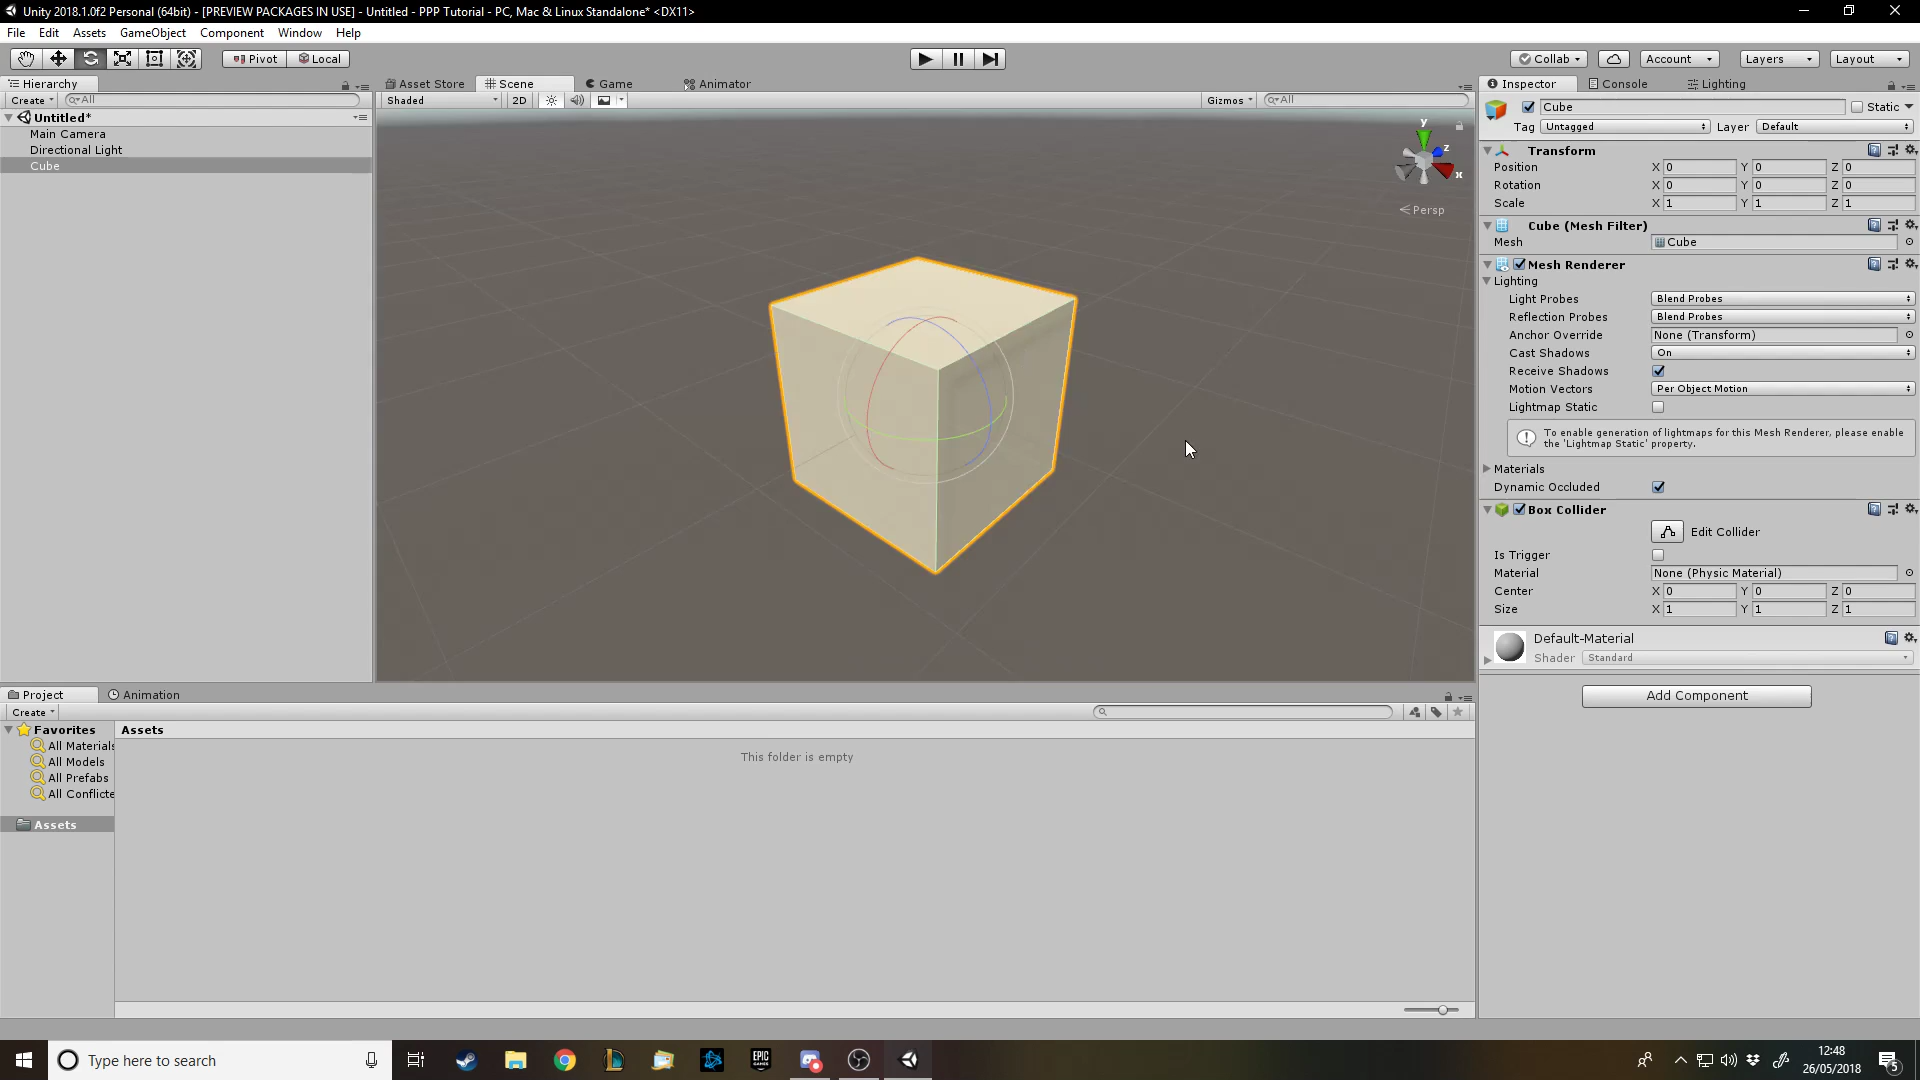 Unity 2018.1.0f2 Personal (64bit) - [PREVIEW PACKAGES IN USE] - Untitled - PPP Tutorial - PC, Mac & Linux Standalone* <DX11>
File Edit Assets GameObject Component Window Help
Pivot Local Collab Account Layers Layout
Hierarchy Asset Store Scene Game Animator Inspector Console Lighting
Create All Shaded 2D Gizmos All
Untitled*
Main Camera
Directional Light
Cube
y
z
x
Persp
Cube Static
Tag Untagged Layer Default
Transform
Position X 0 Y 0 Z 0
Rotation X 0 Y 0 Z 0
Scale X 1 Y 1 Z 1
Cube (Mesh Filter)
Mesh Cube
Mesh Renderer
Lighting
Light Probes Blend Probes
Reflection Probes Blend Probes
Anchor Override None (Transform)
Cast Shadows On
Receive Shadows
Motion Vectors Per Object Motion
Lightmap Static
To enable generation of lightmaps for this Mesh Renderer, please enable
the 'Lightmap Static' property.
Materials
Dynamic Occluded
Box Collider
Edit Collider
Is Trigger
Material None (Physic Material)
Center X 0 Y 0 Z 0
Size X 1 Y 1 Z 1
Default-Material
Shader Standard
Add Component
Project Animation
Create
Favorites
All Materials
All Models
All Prefabs
All Conflicte
Assets
Assets
This folder is empty
Type here to search
EPIC
GAMES
12:48
26/05/2018
5